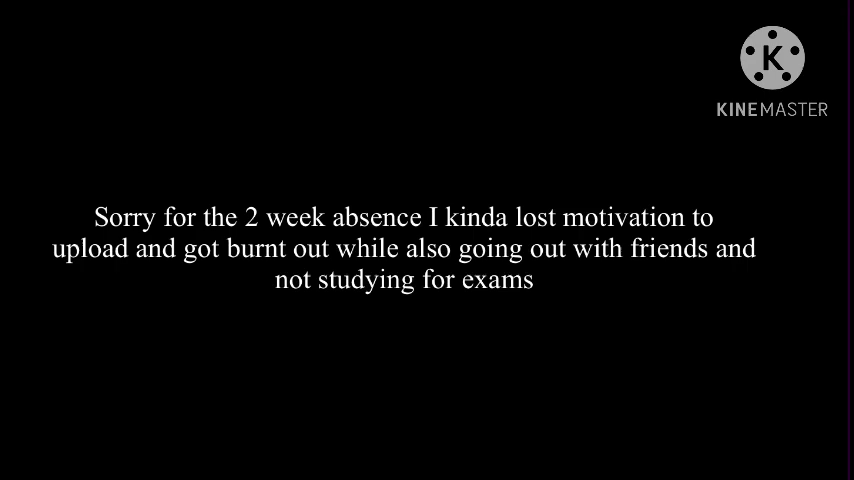 K
KINEMASTER
Sorry for the 2 week absence I kinda lost motivation to
upload and got burnt out while also going out with friends and
not studying for exams